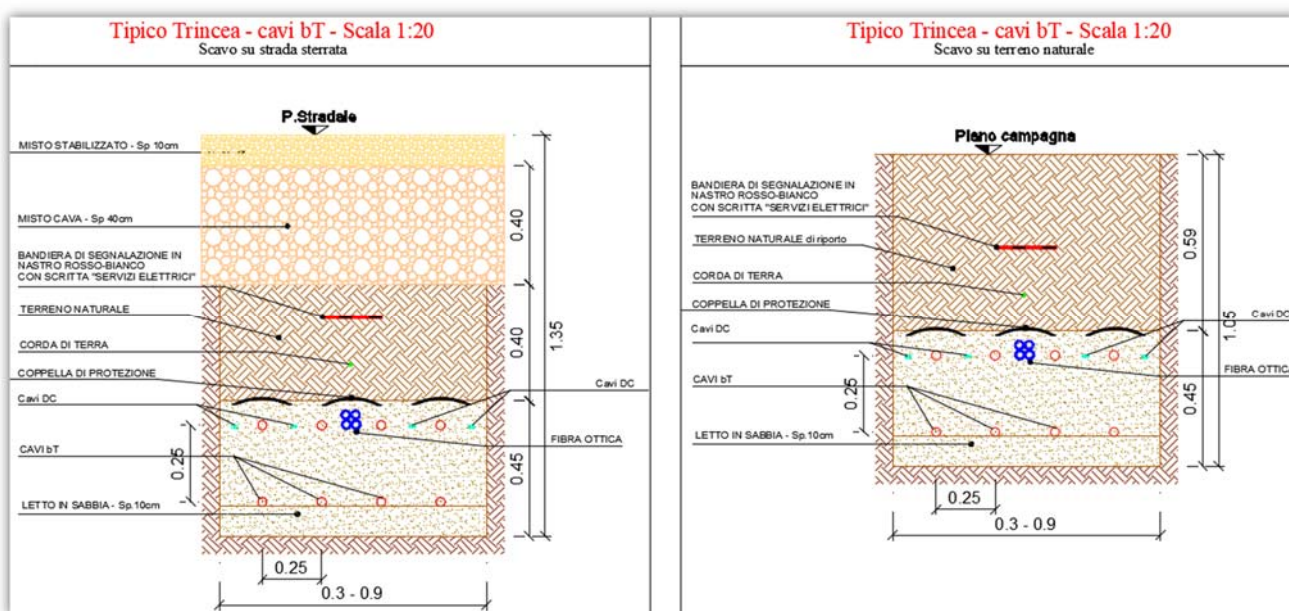 Tipico Trincea - cavi bT - Scala 1:20
Scavo su strada sterrata
P.Stradale
MISTO STABILIZZATO - Sp 10cm
MISTO CAVA - Sp 40cm
BANDIERA DI SEGNALAZIONE IN
NASTRO ROSSO-BIANCO
CON SCRITTA "SERVIZI ELETTRICI"
TERRENO NATURALE
CORDA DI TERRA
COPPELLA DI PROTEZIONE
Cavi DC
CAVI bT
LETTO IN SABBIA - Sp.10cm
Cavi DC
FIBRA OTTICA
0.40
0.40
1.35
0.45
0.25
0.25
0.3 - 0.9
Tipico Trincea - cavi bT - Scala 1:20
Scavo su terreno naturale
Piano campagna
BANDIERA DI SEGNALAZIONE IN
NASTRO ROSSO-BIANCO
CON SCRITTA "SERVIZI ELETTRICI"
TERRENO NATURALE di riporto
CORDA DI TERRA
COPPELLA DI PROTEZIONE
Cavi DC
CAVI bT
LETTO IN SABBIA - Sp.10cm
Cavi DC
FIBRA OTTICA
0.59
1.05
0.45
0.25
0.25
0.3 - 0.9